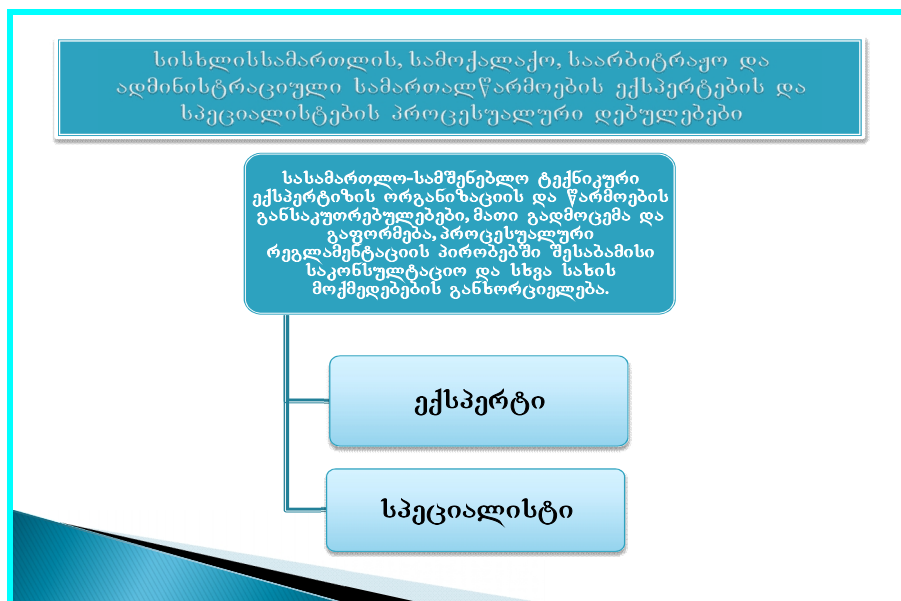 სისხლისსამართლის, სამოქალაქო, საარბიტრაჟო და
ადმინისტრაციული სამართალწარმოების ექსპერტების და
სპეციალისტების პროცესუალური დებულებები
სასამართლო-სამშენებლო ტექნიკური
ექსპერტიზის ორგანიზაციის და წარმოების
განსაკუთრებულებები, მათი გადმოცემა და
გაფორმება, პროცესუალური
რეგლამენტაციის პირობებში შესაბამისი
საკონსულტაციო და სხვა სახის
მოქმედებების განხორციელება.
ექსპერტი
სპეციალისტი